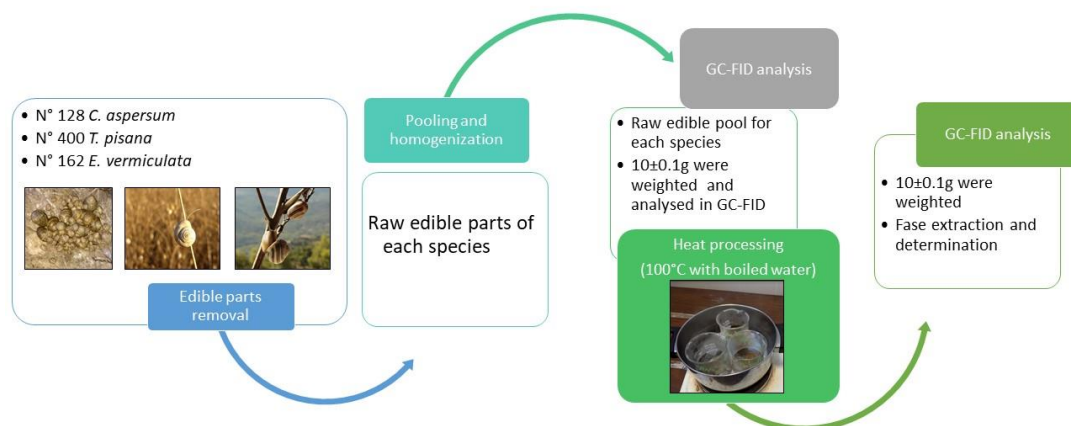 • N° 128 C. aspersum
• N° 400 T. pisana
• N° 162 E. vermiculata
Edible parts
removal
Pooling and
homogenization
Raw edible parts of
each species
GC-FID analysis
• Raw edible pool for
each species
• 10±0.1g were
weighted and
analysed in GC-FID
Heat processing
(100°C with boiled water)
GC-FID analysis
• 10±0.1g were
weighted
• Fase extraction and
determination